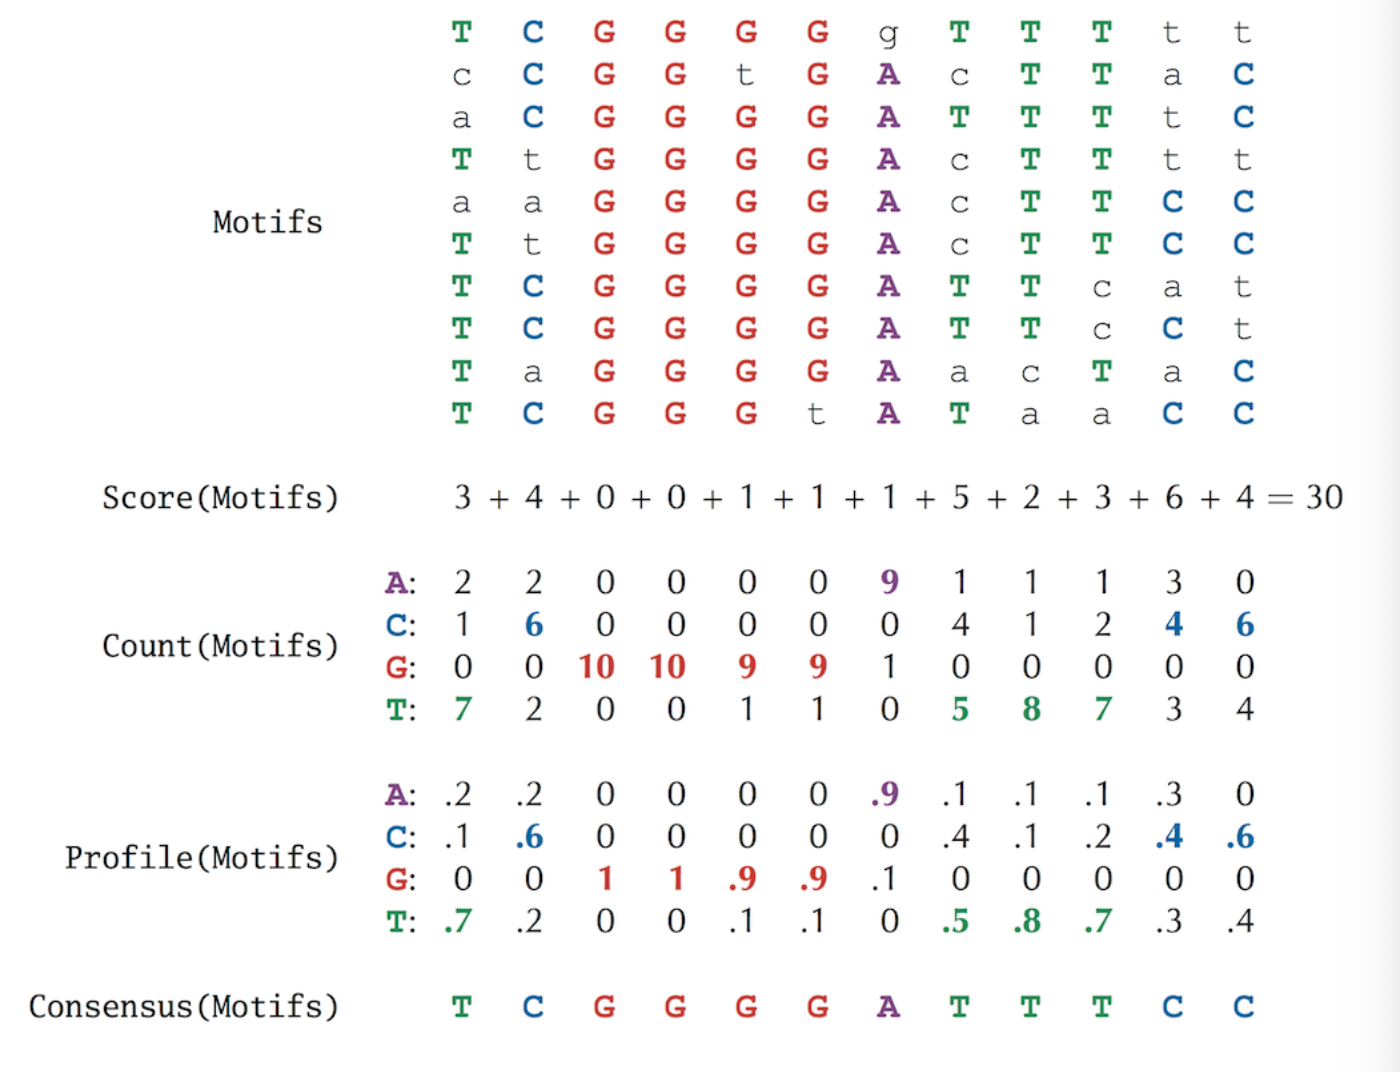 T C G G G G g T T T t t
c C G G t G A c T T a C
a C G G G G A T T T t C
T t G G G G A c T T t t
Motifs
a a G G G G A c T T C C
T t G G G G A c T T C C
T C G G G G A T T c a t
T C G G G G A T T c C t
T a G G G G A a c T a C
T C G G G t A T a a C C
Score(Motifs) 3 + 4 + 0 + 0 + 1 + 1 + 1 + 5 + 2 + 3 + 6 + 4 = 30
A: 2 2 0 0 0 0 9 1 1 1 3 0
C: 1 6 0 0 0 0 0 4 1 2 4 6
Count(Motifs)
G: 0 0 10 10 9 9 1 0 0 0 0 0
T: 7 2 0 0 1 1 0 5 8 7 3 4
A: .2 .2 0 0 0 0 .9 .1 .1 .1 .3 0
C: .1 .6 0 0 0 0 0 .4 .1 .2 .4 .6
Profile(Motifs)
G: 0 0 1 1 .9 .9 .1 0 0 0 0 0
T: .7 .2 0 0 .1 .1 0 .5 .8 .7 .3 .4
Consensus(Motifs) T C G G G G A T T T C C